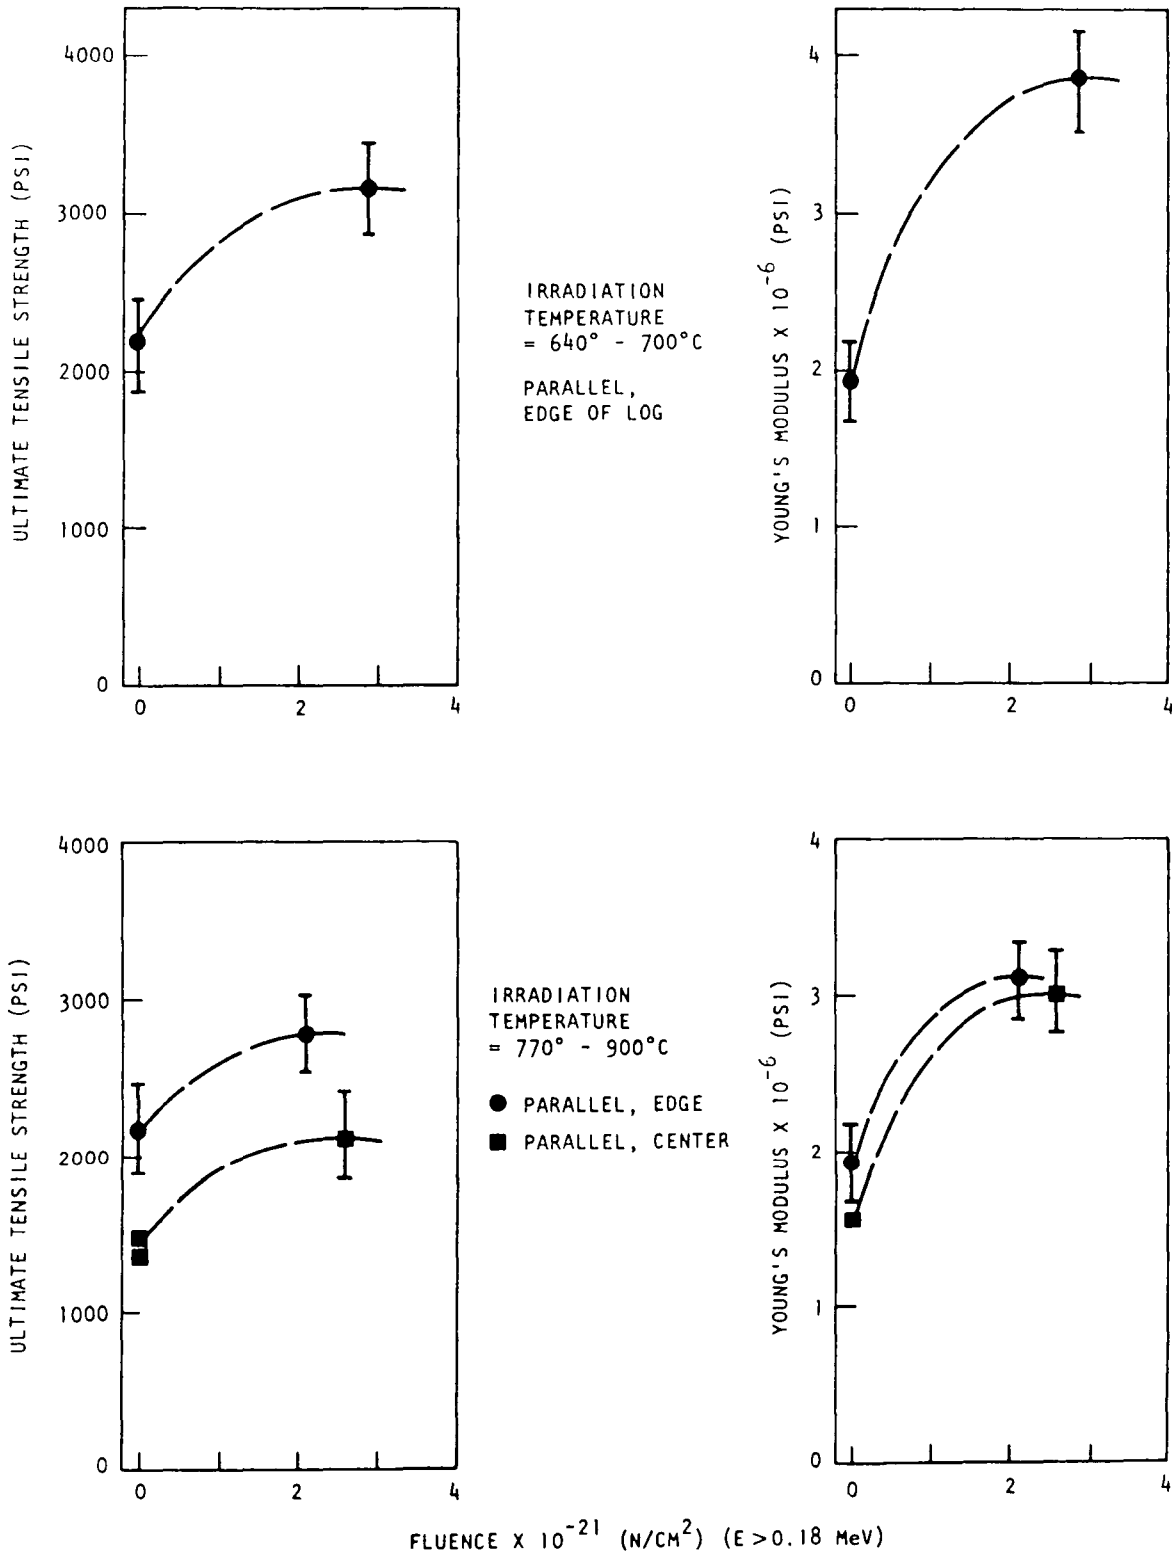 ULTIMATE TENSILE STRENGTH (PSI)
4000
3000
2000
1000
0
0 2 4
IRRADIATION
TEMPERATURE
= 640° - 700°C
PARALLEL,
EDGE OF LOG
YOUNG'S MODULUS X 10-6 (PSI)
4
3
2
1
0
0 2 4
ULTIMATE TENSILE STRENGTH (PSI)
4000
3000
2000
1000
0
0 2 4
IRRADIATION
TEMPERATURE
= 770° - 900°C
PARALLEL, EDGE
PARALLEL, CENTER
YOUNG'S MODULUS X 10-6 (PSI)
4
3
2
1
0
0 2 4
FLUENCE X 10-21 (N/CM2) (E>0.18 MeV)